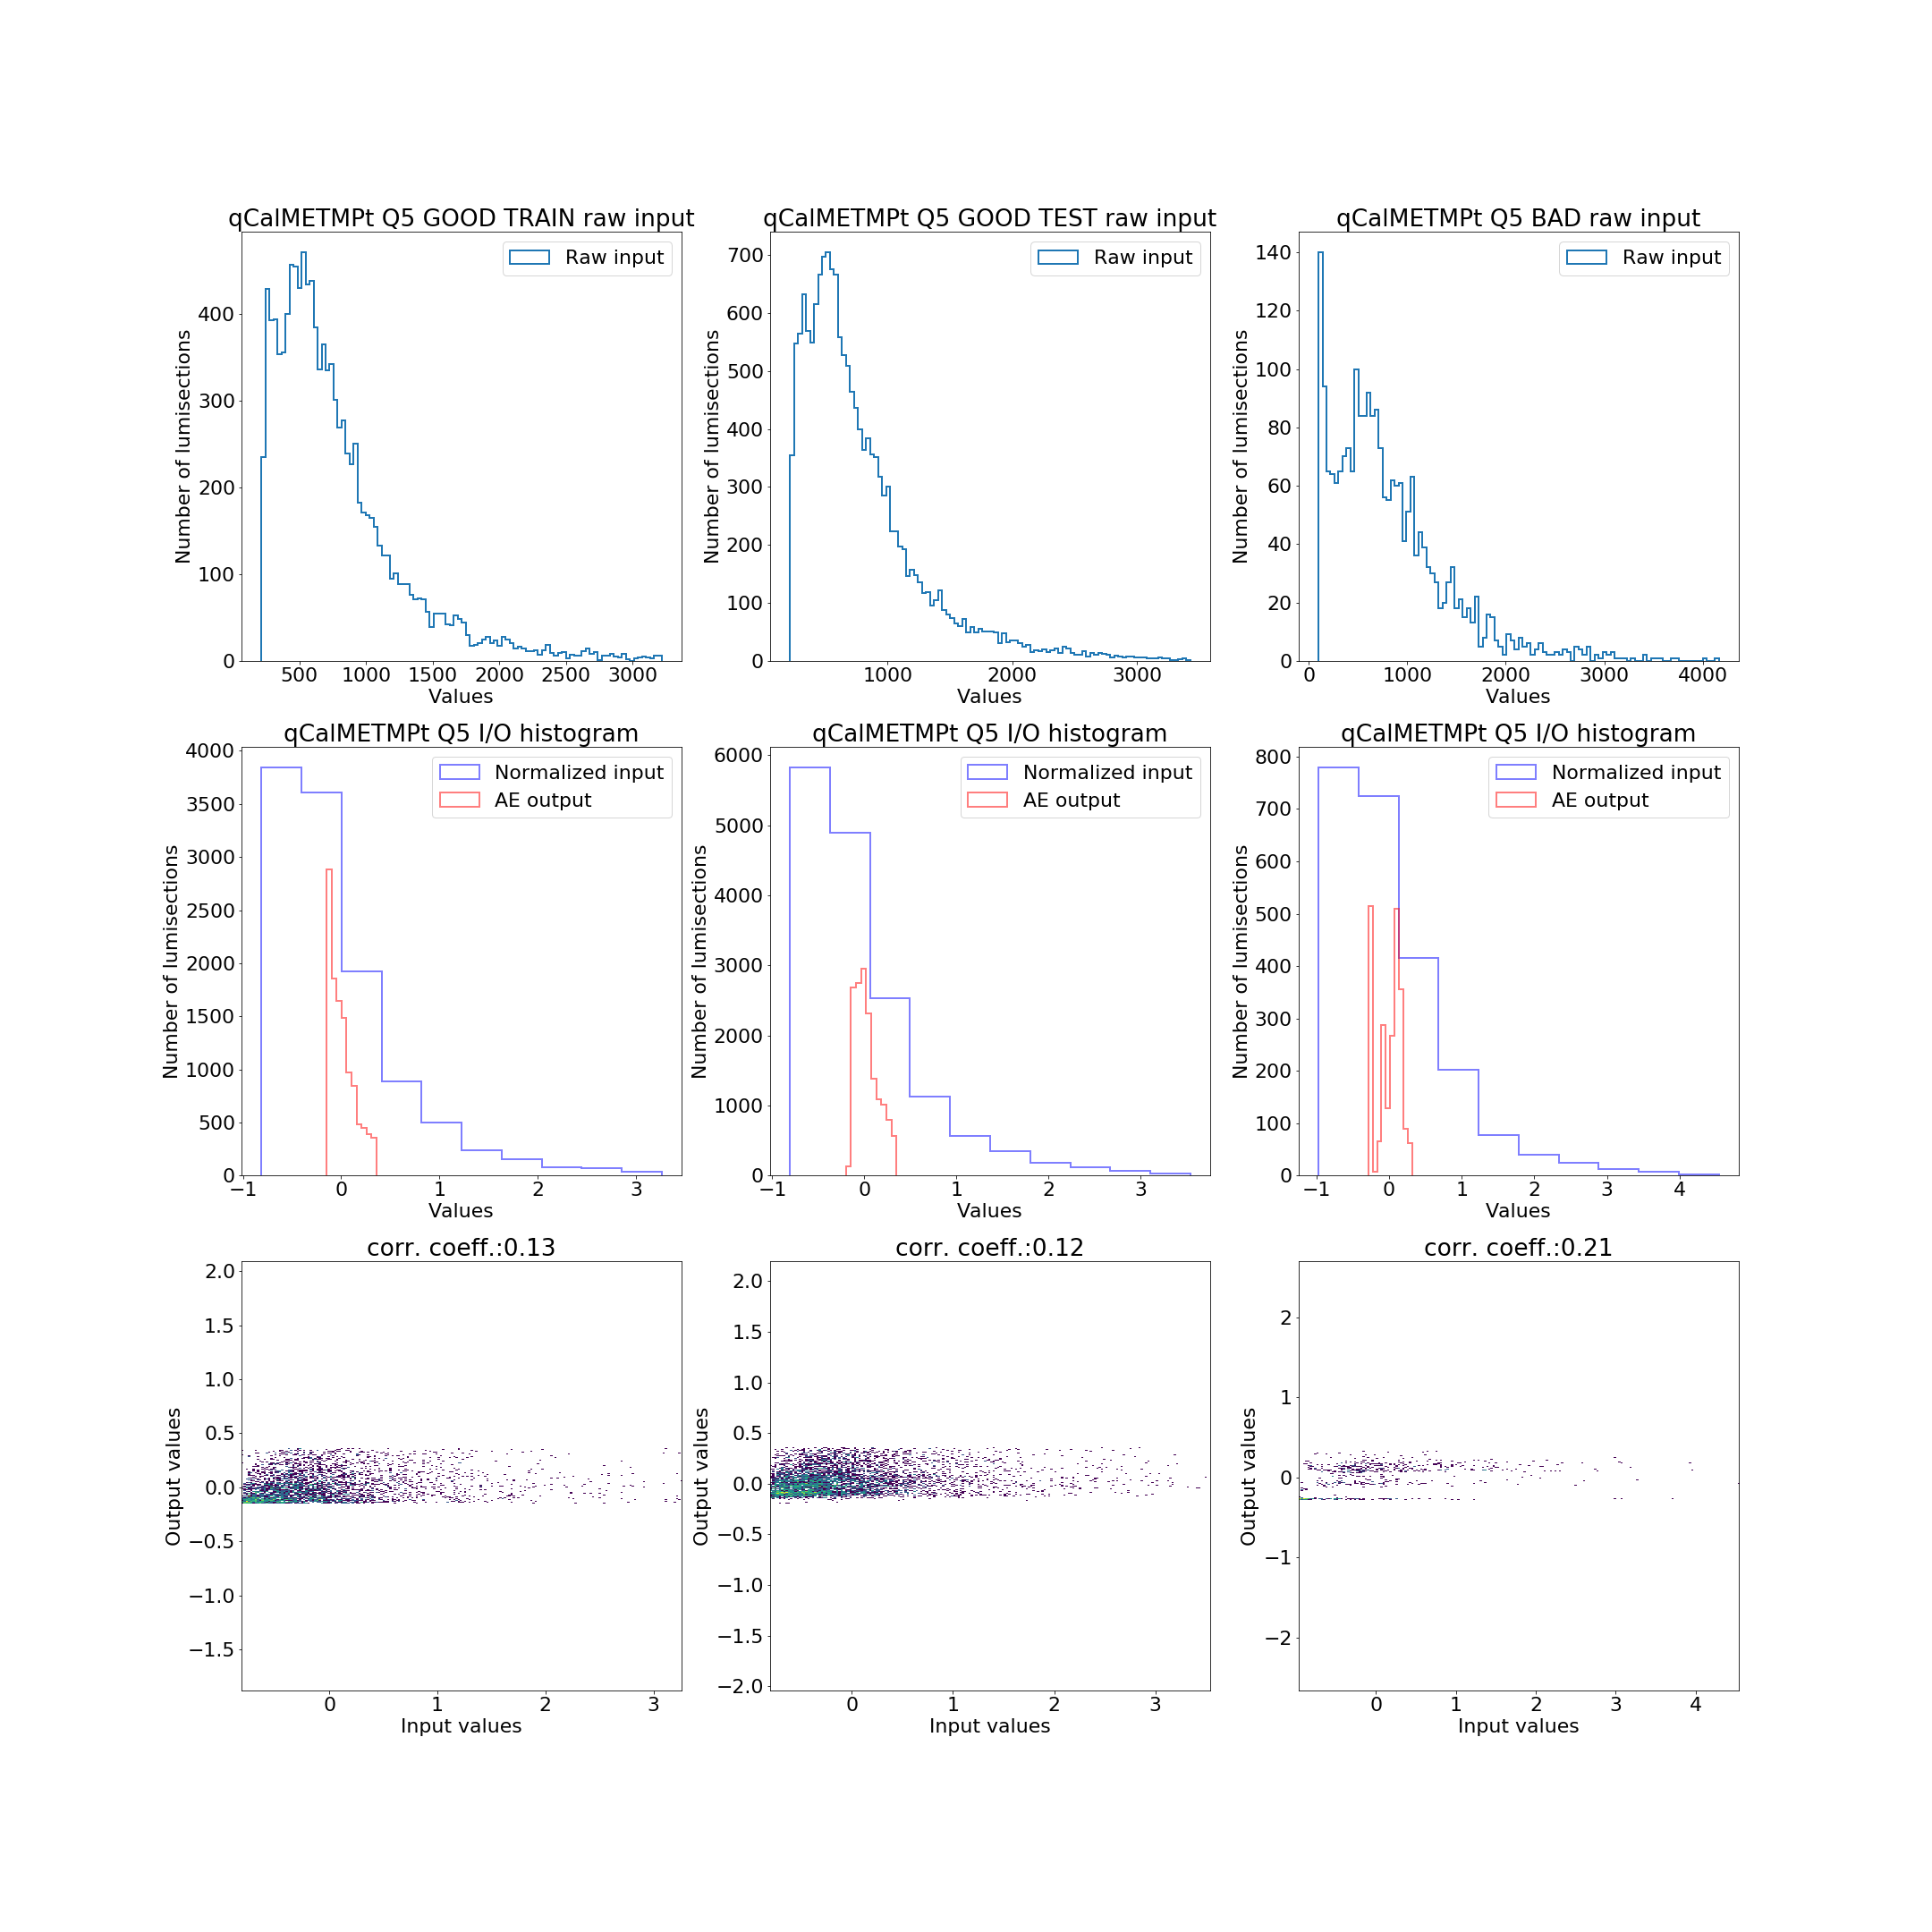 qCalMETMPt Q5 GOOD TRAIN raw input
Raw input
Number of lumisections
400
300
200
100
0
500 1000 1500 2000 2500 3000
Values
qCalMETMPt Q5 GOOD TEST raw input
Raw input
Number of lumisections
700
600
500
400
300
200
100
0
1000 2000 3000
Values
qCalMETMPt Q5 BAD raw input
Raw input
Number of lumisections
140
120
100
80
60
40
20
0
0 1000 2000 3000 4000
Values
qCalMETMPt Q5 I/O histogram
Normalized input
AE output
Number of lumisections
4000
3500
3000
2500
2000
1500
1000
500
0
−1 0 1 2 3
Values
qCalMETMPt Q5 I/O histogram
Normalized input
AE output
Number of lumisections
6000
5000
4000
3000
2000
1000
0
−1 0 1 2 3
Values
qCalMETMPt Q5 I/O histogram
Normalized input
AE output
Number of lumisections
800
700
600
500
400
300
200
100
0
−1 0 1 2 3 4
Values
corr. coeff.:0.13
Output values
2.0
1.5
1.0
0.5
0.0
−0.5
−1.0
−1.5
0 1 2 3
Input values
corr. coeff.:0.12
Output values
2.0
1.5
1.0
0.5
0.0
−0.5
−1.0
−1.5
−2.0
0 1 2 3
Input values
corr. coeff.:0.21
Output values
2
1
0
−1
−2
0 1 2 3 4
Input values